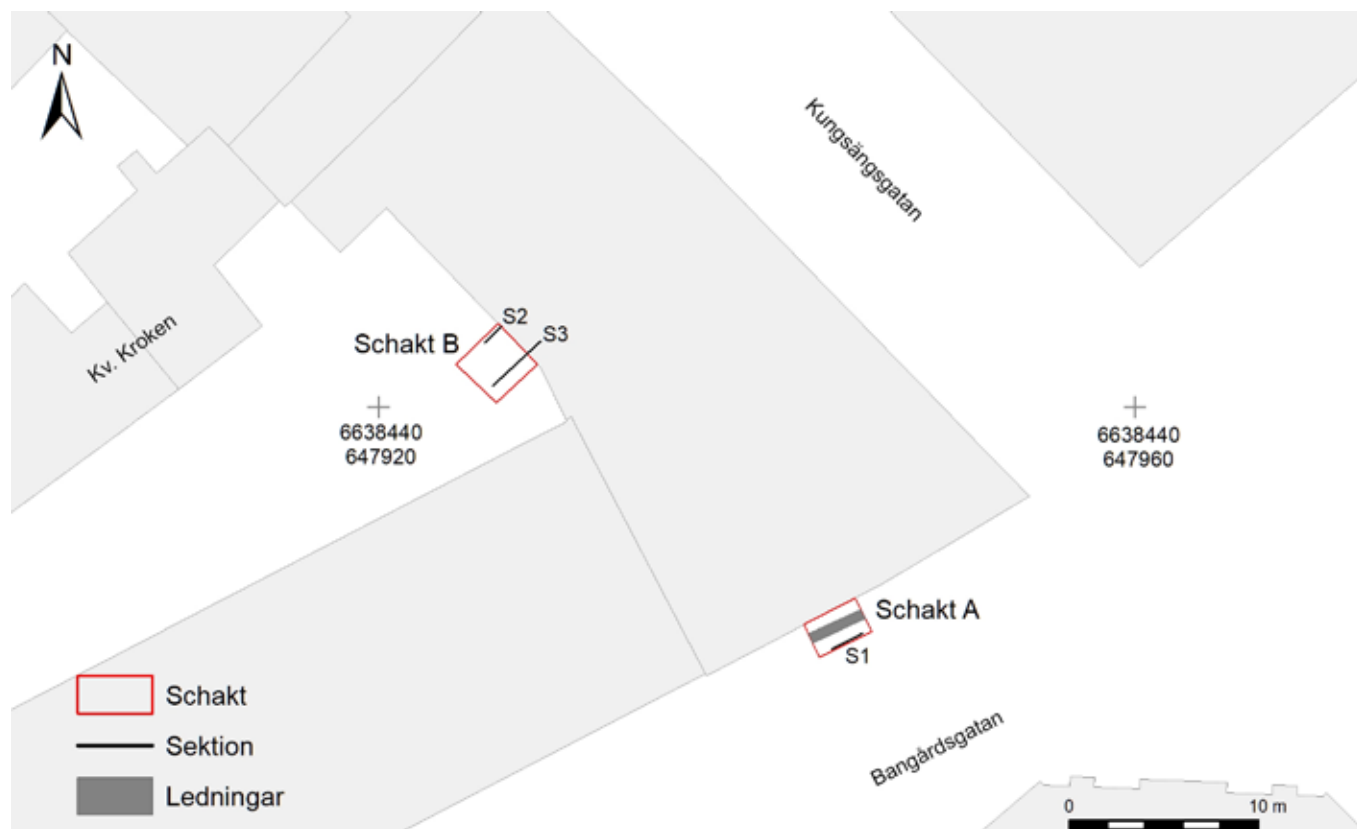 N
Kungsängsgatan
S2
S3
Schakt B
Kv. Kroken
6638440
647920
6638440
647960
Schakt A
S1
Schakt
Sektion
Ledningar
Bangårdsgatan
0 10 m